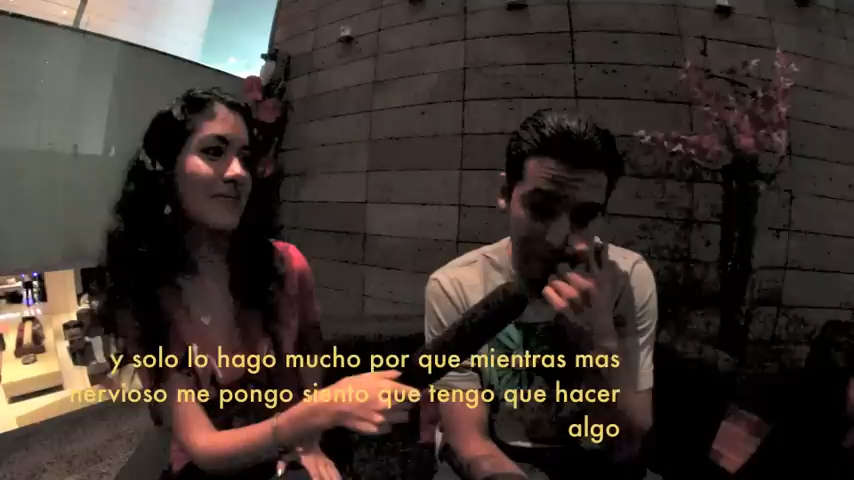 y solo lo hago mucho por que mientras mas
nervioso me pongo siento que tengo que hacer
algo